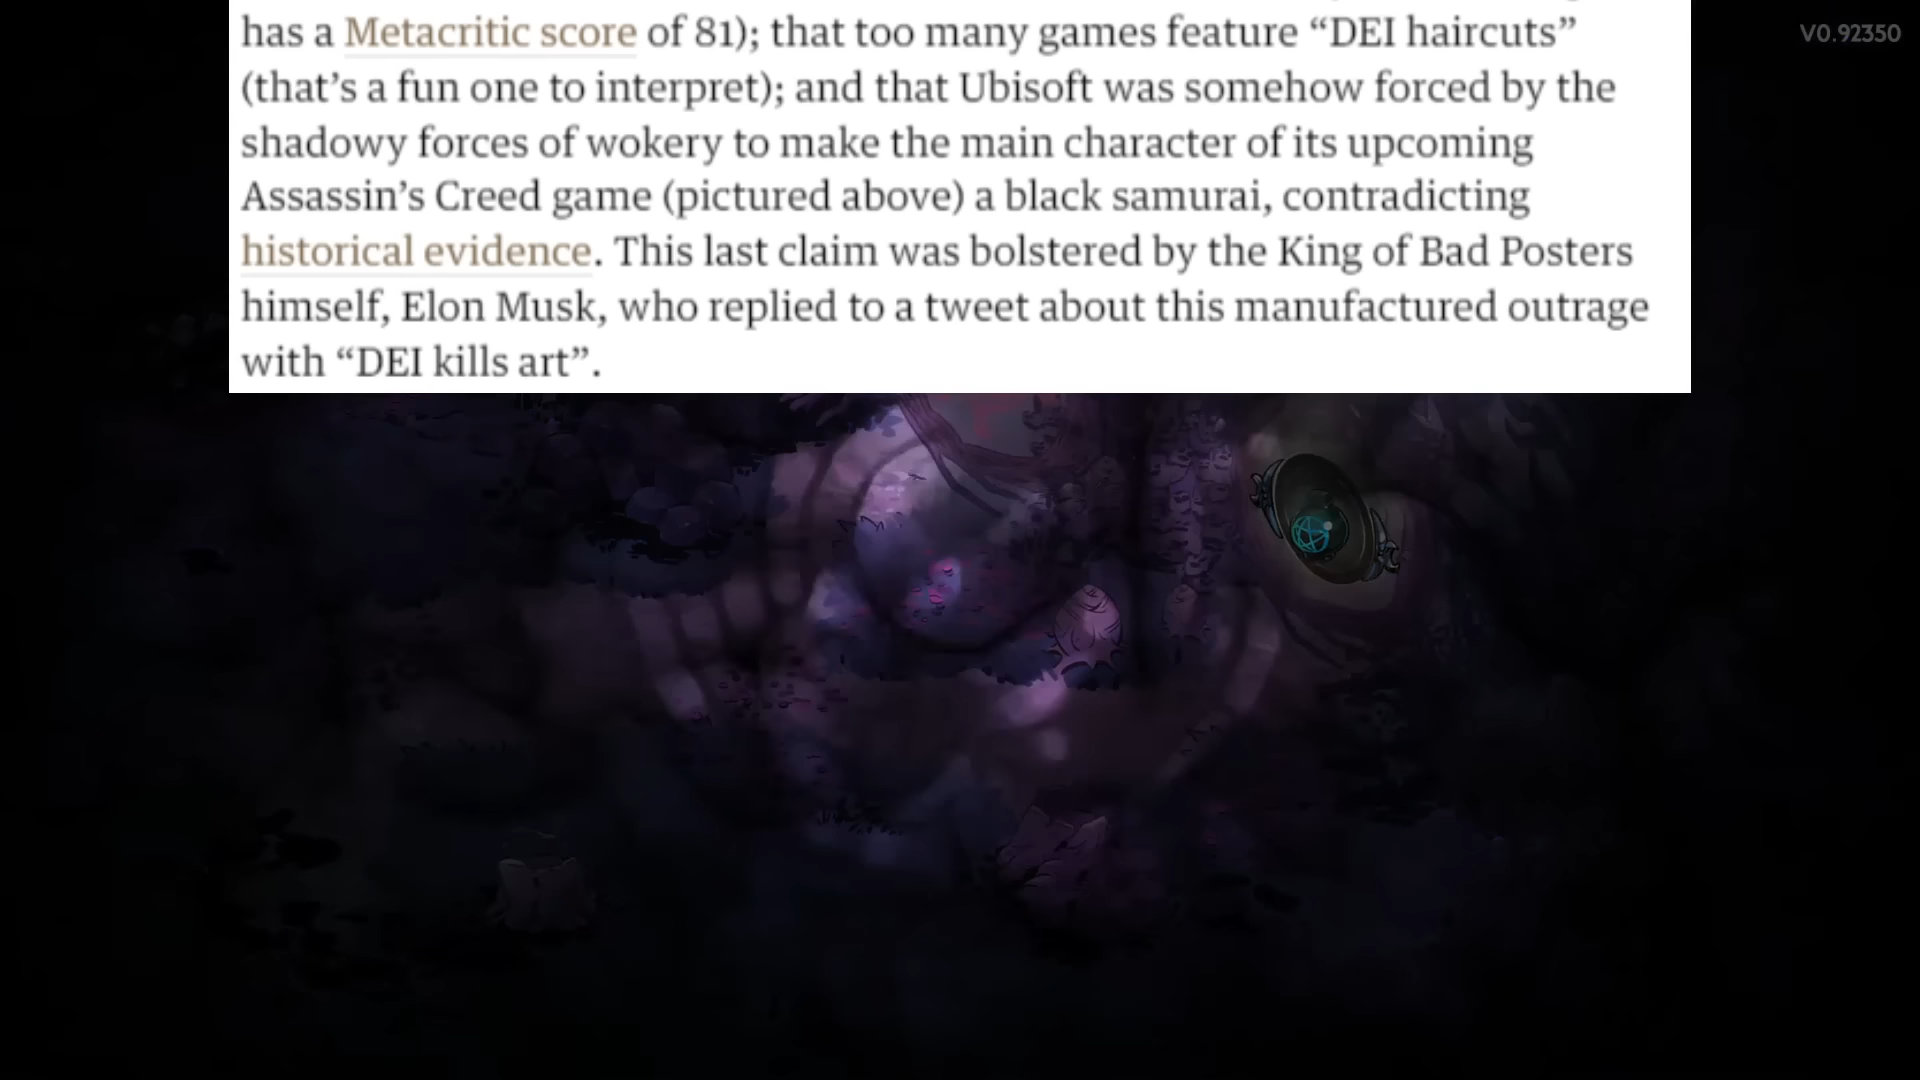 has a Metacritic score of 81); that too many games feature “DEI haircuts”
V0.92350
(that’s a fun one to interpret); and that Ubisoft was somehow forced by the
shadowy forces of wokery to make the main character of its upcoming
Assassin’s Creed game (pictured above) a black samurai, contradicting
historical evidence. This last claim was bolstered by the King of Bad Posters
himself, Elon Musk, who replied to a tweet about this manufactured outrage
with “DEI kills art”.